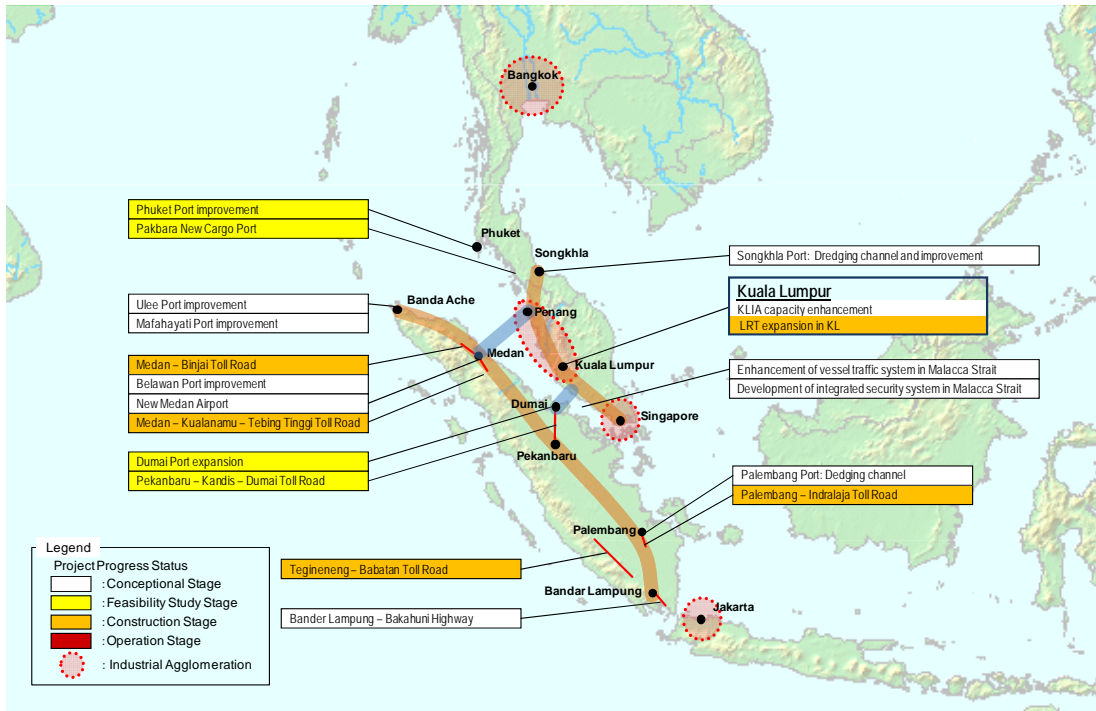 Bangkok
Phuket Port improvement
Pakbara New Cargo Port
Phuket
Songkhla
Songkhla Port: Dredging channel and improvement
Ulee Port improvement
Mafahayati Port improvement
Banda Ache
Penang
Kuala Lumpur
KLIA capacity enhancement
LRT expansion in KL
Medan – Binjai Toll Road
Belawan Port improvement
New Medan Airport
Medan – Kualanamu – Tebing Tinggi Toll Road
Medan
Kuala Lumpur
Enhancement of vessel traffic system in Malacca Strait
Development of integrated security system in Malacca Strait
Dumai
Singapore
Pekanbaru
Dumai Port expansion
Pekanbaru – Kandis – Dumai Toll Road
Palembang Port: Dedging channel
Palembang – Indralaja Toll Road
Palembang
Tegineneng – Babatan Toll Road
Bandar Lampung
Bander Lampung – Bakahuni Highway
Jakarta
Legend
Project Progress Status
: Conceptional Stage
: Feasibility Study Stage
: Construction Stage
: Operation Stage
: Industrial Agglomeration